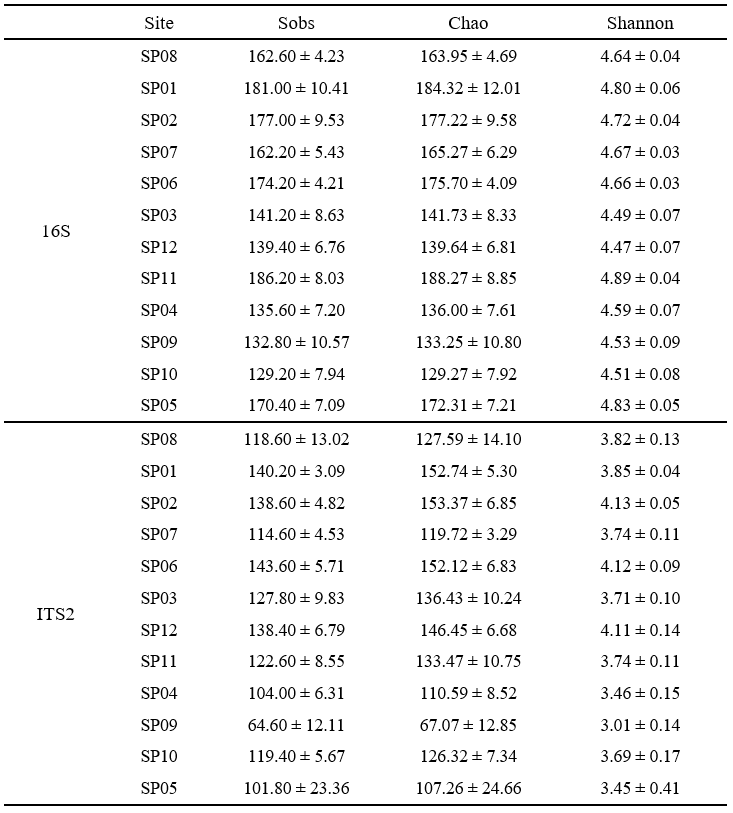 Site Sobs Chao Shannon
SP08 162.60 ± 4.23 163.95 ± 4.69 4.64 ± 0.04
SP01 181.00 ± 10.41 184.32 ± 12.01 4.80 ± 0.06
SP02 177.00 ± 9.53 177.22 ± 9.58 4.72 ± 0.04
SP07 162.20 ± 5.43 165.27 ± 6.29 4.67 ± 0.03
SP06 174.20 ± 4.21 175.70 ± 4.09 4.66 ± 0.03
SP03 141.20 ± 8.63 141.73 ± 8.33 4.49 ± 0.07
16S
SP12 139.40 ± 6.76 139.64 ± 6.81 4.47 ± 0.07
SP11 186.20 ± 8.03 188.27 ± 8.85 4.89 ± 0.04
SP04 135.60 ± 7.20 136.00 ± 7.61 4.59 ± 0.07
SP09 132.80 ± 10.57 133.25 ± 10.80 4.53 ± 0.09
SP10 129.20 ± 7.94 129.27 ± 7.92 4.51 ± 0.08
SP05 170.40 ± 7.09 172.31 ± 7.21 4.83 ± 0.05
SP08 118.60 ± 13.02 127.59 ± 14.10 3.82 ± 0.13
SP01 140.20 ± 3.09 152.74 ± 5.30 3.85 ± 0.04
SP02 138.60 ± 4.82 153.37 ± 6.85 4.13 ± 0.05
SP07 114.60 ± 4.53 119.72 ± 3.29 3.74 ± 0.11
SP06 143.60 ± 5.71 152.12 ± 6.83 4.12 ± 0.09
SP03 127.80 ± 9.83 136.43 ± 10.24 3.71 ± 0.10
ITS2
SP12 138.40 ± 6.79 146.45 ± 6.68 4.11 ± 0.14
SP11 122.60 ± 8.55 133.47 ± 10.75 3.74 ± 0.11
SP04 104.00 ± 6.31 110.59 ± 8.52 3.46 ± 0.15
SP09 64.60 ± 12.11 67.07 ± 12.85 3.01 ± 0.14
SP10 119.40 ± 5.67 126.32 ± 7.34 3.69 ± 0.17
SP05 101.80 ± 23.36 107.26 ± 24.66 3.45 ± 0.41